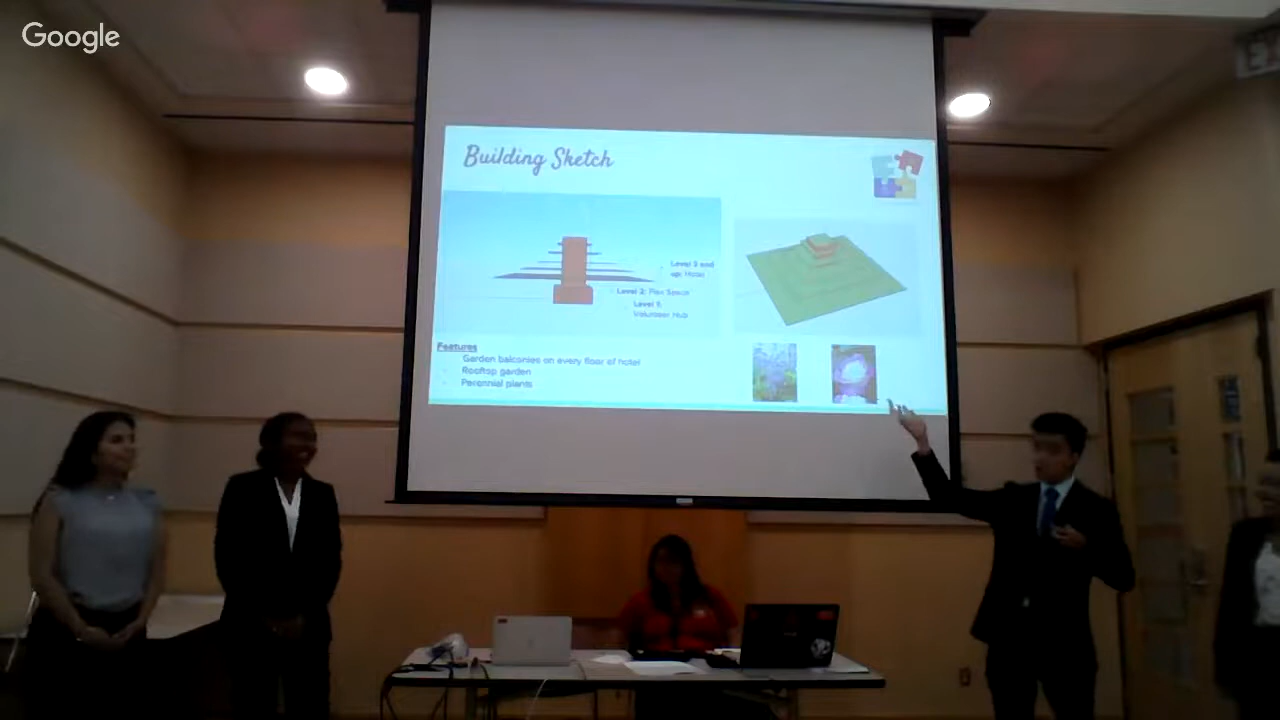 Google
Building Sketch
Level 3 and
up: Hotel
Level 2: Flex Space
Level 1:
Volunteer Hub
Features
Garden balconies on every floor of hotel
Rooftop garden
Perennial plants